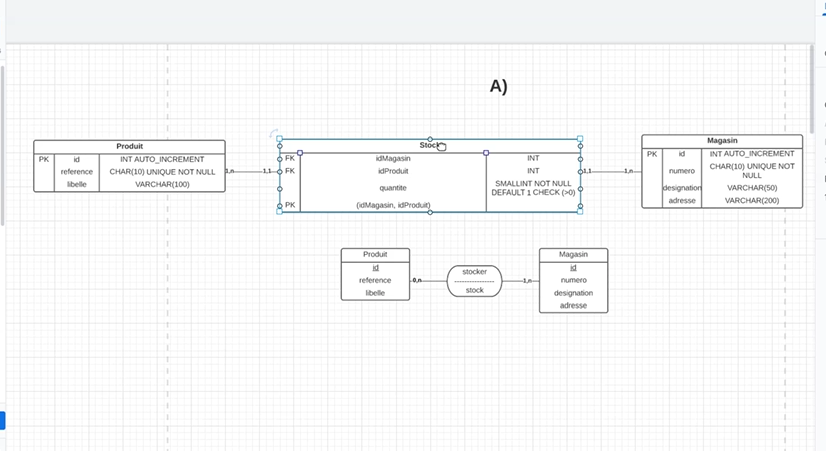 A)
Produit
PK id INT AUTO_INCREMENT
reference CHAR(10) UNIQUE NOT NULL
libelle VARCHAR(100)
1,n
1,1
Stock
FK idMagasin INT
FK idProduit INT
quantite SMALLINT NOT NULL
DEFAULT 1 CHECK (>0)
PK (idMagasin, idProduit)
1,1
1,n
Magasin
PK id INT AUTO_INCREMENT
numero CHAR(10) UNIQUE NOT
NULL
designation VARCHAR(50)
adresse VARCHAR(200)
Produit
id
reference
libelle
0,n
stocker
stock
1,n
Magasin
id
numero
designation
adresse